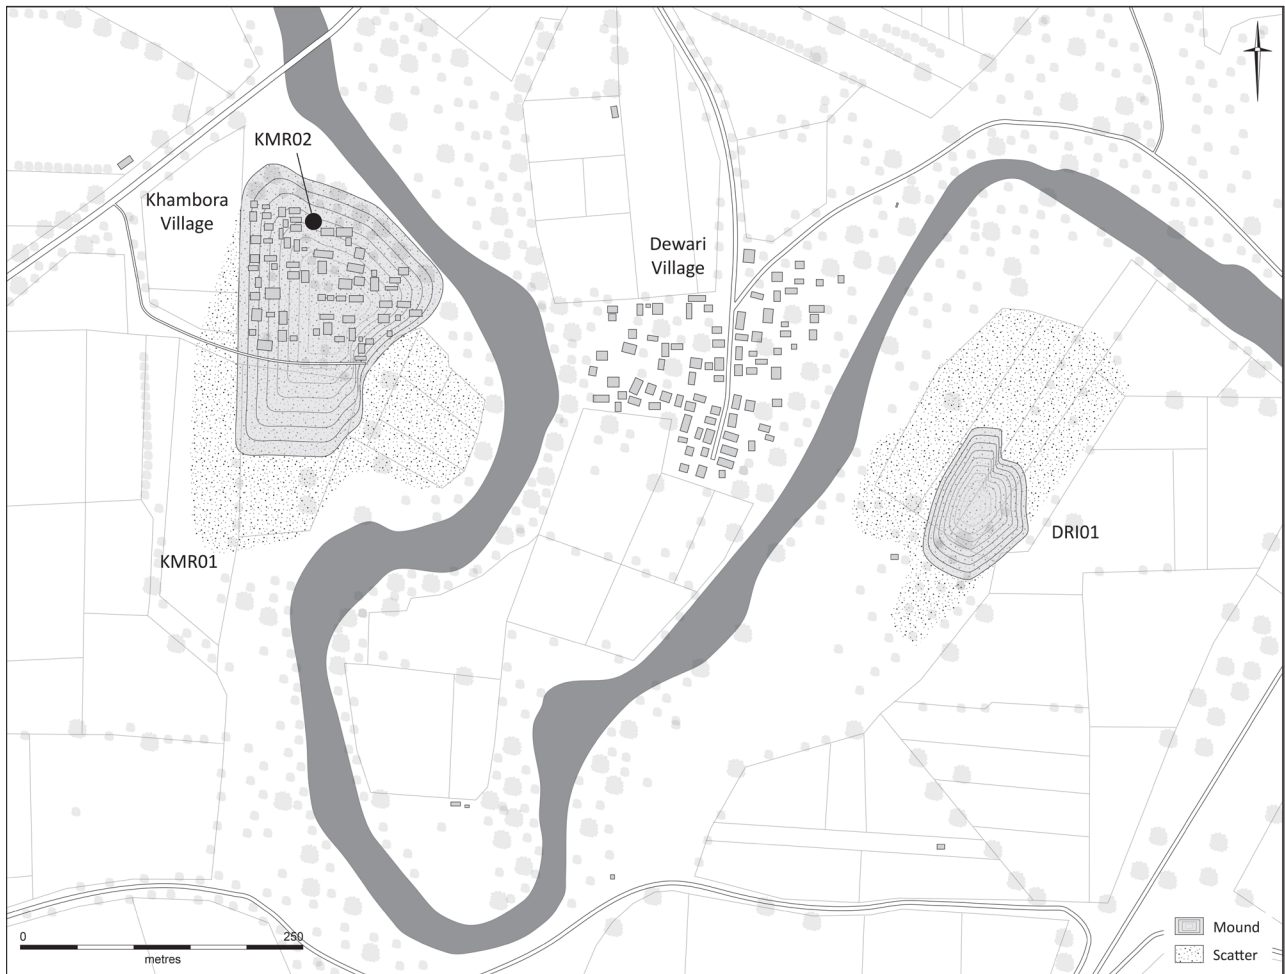 KMR02
Khambora
Village
Dewari
Village
DRI01
KMR01
Mound
Scatter
0
250
metres